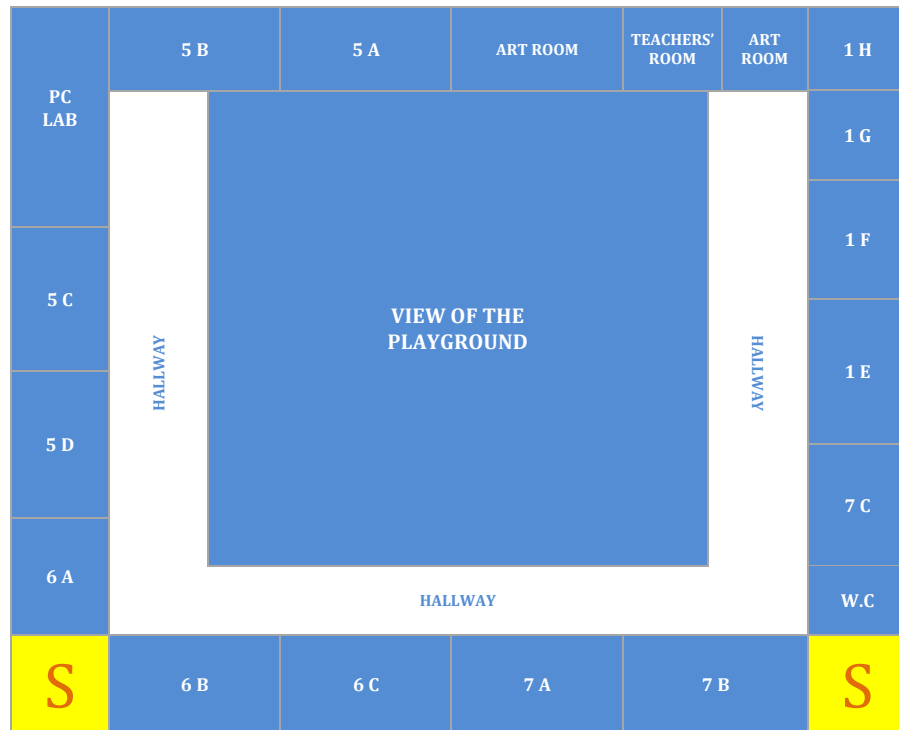 5 B
5 A
ART ROOM
TEACHERS'
ROOM
ART
ROOM
1 H
PC
LAB
1 G
1 F
5 C
VIEW OF THE
PLAYGROUND
HALLWAY
HALLWAY
1 E
5 D
7 C
6 A
HALLWAY
W.C
S
6 B
6 C
7 A
7 B
S